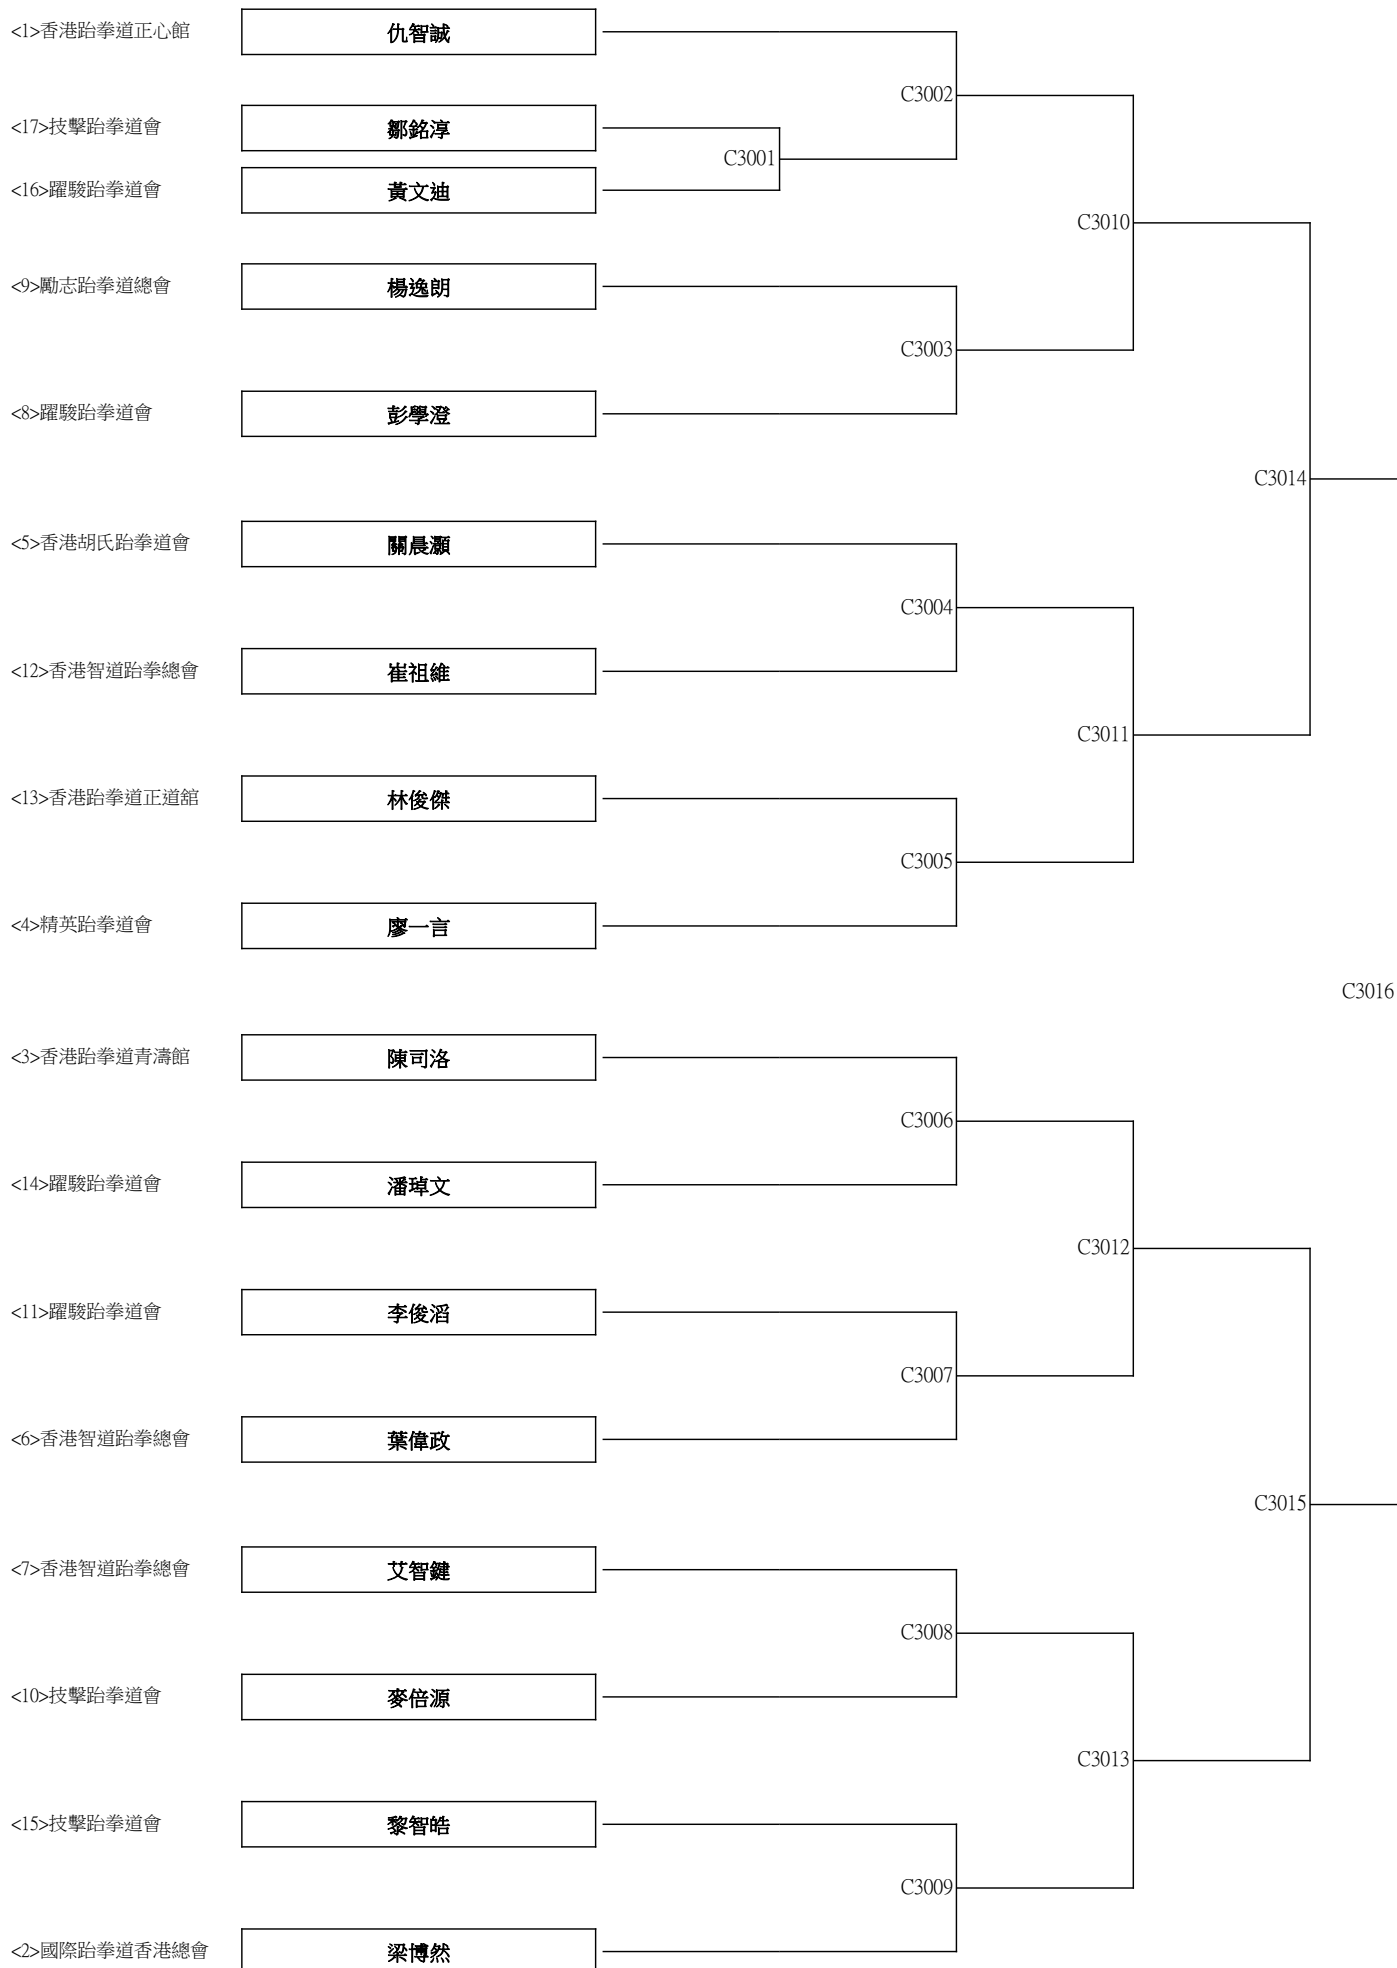 <1>香港跆拳道正心館 仇智誠
C3002
<17>技擊跆拳道會 鄒銘淳
C3001
<16>躍駿跆拳道會 黃文迪
C3010
<9>勵志跆拳道總會 楊逸朗
C3003
<8>躍駿跆拳道會 彭學澄
C3014
<5>香港胡氏跆拳道會 關晨灝
C3004
<12>香港智道跆拳總會 崔祖維
C3011
<13>香港跆拳道正道舘 林俊傑
C3005
<4>精英跆拳道會 廖一言
C3016
<3>香港跆拳道青濤館 陳司洛
C3006
<14>躍駿跆拳道會 潘瑋文
C3012
<11>躍駿跆拳道會 李俊滔
C3007
<6>香港智道跆拳總會 葉偉政
C3015
<7>香港智道跆拳總會 艾智鍵
C3008
<10>技擊跆拳道會 麥倍源
C3013
<15>技擊跆拳道會 黎智皓
C3009
<2>國際跆拳道香港總會 梁博然